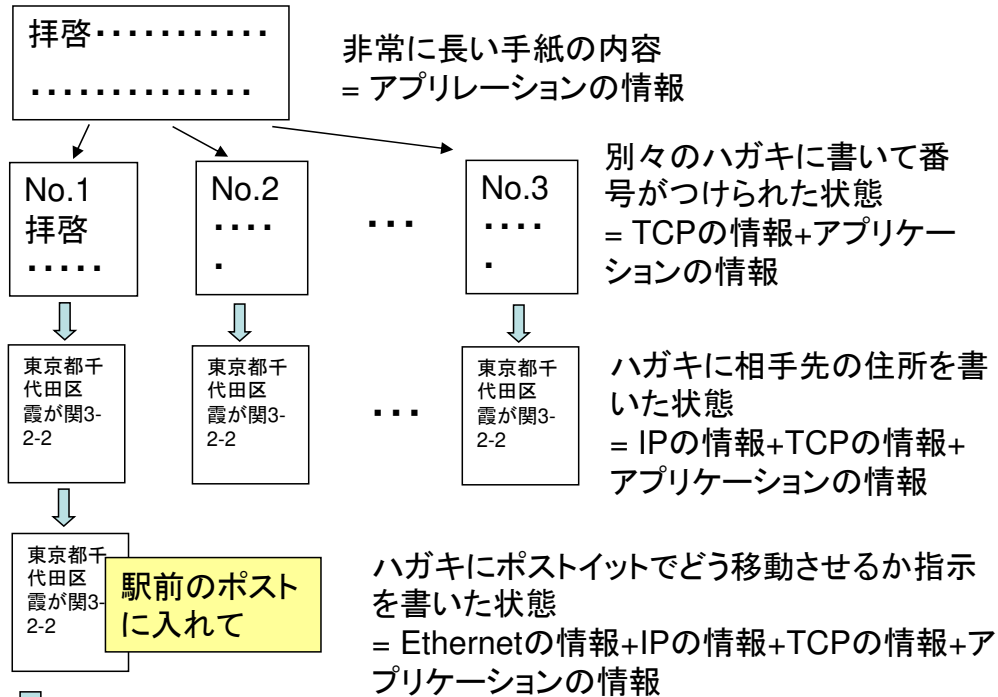 拝啓・・・・・・・・・・・
・・・・・・・・・・・・・・
非常に長い手紙の内容
= アプリレーションの情報
No.1
拝啓
・・・・・
No.2
・・・・
・
・・・
No.3
・・・・
・
別々のハガキに書いて番
号がつけられた状態
= TCPの情報+アプリケー
ションの情報
東京都千
代田区
霞が関3-
2-2
東京都千
代田区
霞が関3-
2-2
・・・
東京都千
代田区
霞が関3-
2-2
ハガキに相手先の住所を書
いた状態
= IPの情報+TCPの情報+
アプリケーションの情報
東京都千
代田区
霞が関3-
2-2
駅前のポスト
に入れて
ハガキにポストイットでどう移動させるか指示
を書いた状態
= Ethernetの情報+IPの情報+TCPの情報+ア
プリケーションの情報